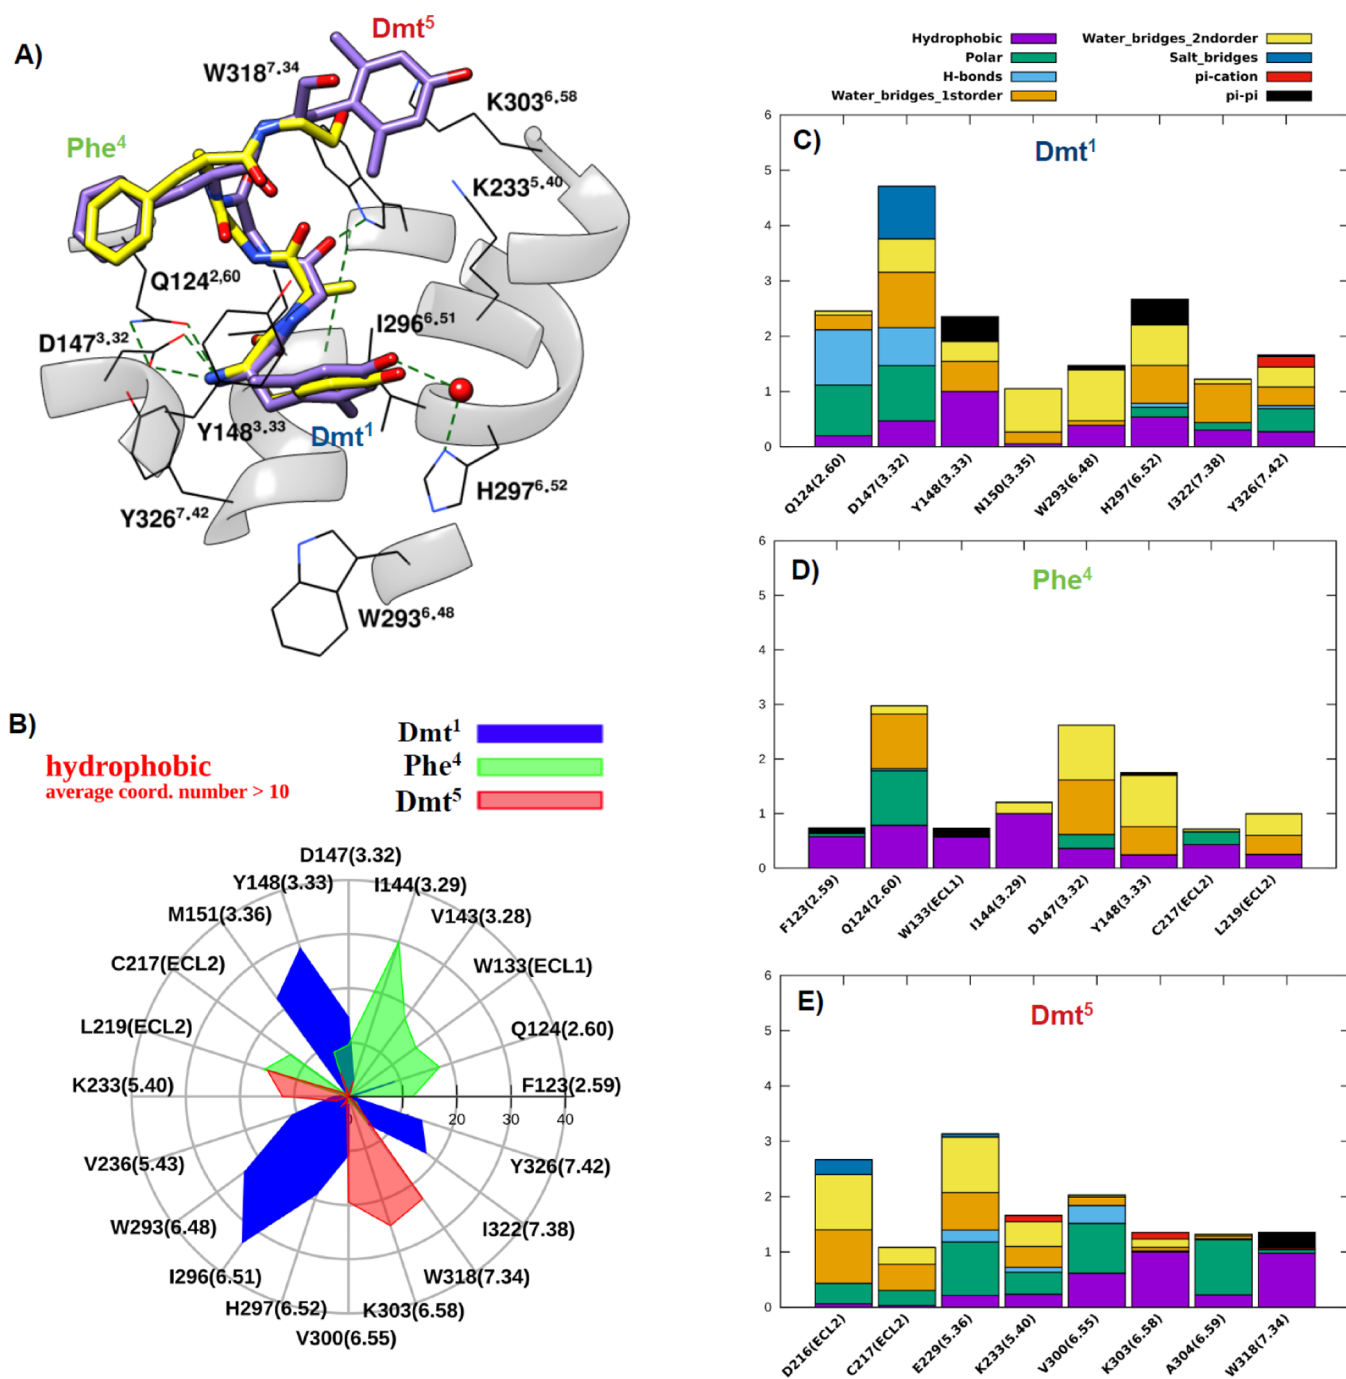 A)
Dmt⁵
W318⁷·³⁴
K303⁶·⁵⁸
Phe⁴
K233⁵·⁴⁰
Q124²,⁶⁰
D147³·³²
I296⁶·⁵¹
Y148³·³³
Dmt¹
H297⁶·⁵²
Y326⁷·⁴²
W293⁶·⁴⁸
B)
hydrophobic
average coord. number > 10
Dmt¹
Phe⁴
Dmt⁵
D147(3.32)
I144(3.29)
V143(3.28)
W133(ECL1)
Q124(2.60)
F123(2.59)
Y326(7.42)
I322(7.38)
W318(7.34)
K303(6.58)
V300(6.55)
H297(6.52)
I296(6.51)
W293(6.48)
V236(5.43)
K233(5.40)
L219(ECL2)
C217(ECL2)
M151(3.36)
Y148(3.33)
0 10 20 30 40
Hydrophobic
Polar
H-bonds
Water_bridges_1storder
Water_bridges_2ndorder
Salt_bridges
pi-cation
pi-pi
C)
Dmt¹
6
5
4
3
2
1
0
Q124(2.60)
D147(3.32)
Y148(3.33)
N150(3.35)
W293(6.48)
H297(6.52)
I322(7.38)
Y326(7.42)
D)
Phe⁴
6
5
4
3
2
1
0
F123(2.59)
Q124(2.60)
W133(ECL1)
I144(3.29)
D147(3.32)
Y148(3.33)
C217(ECL2)
L219(ECL2)
E)
Dmt⁵
6
5
4
3
2
1
0
D216(ECL2)
C217(ECL2)
E229(5.36)
K233(5.40)
V300(6.55)
K303(6.58)
A304(6.59)
W318(7.34)